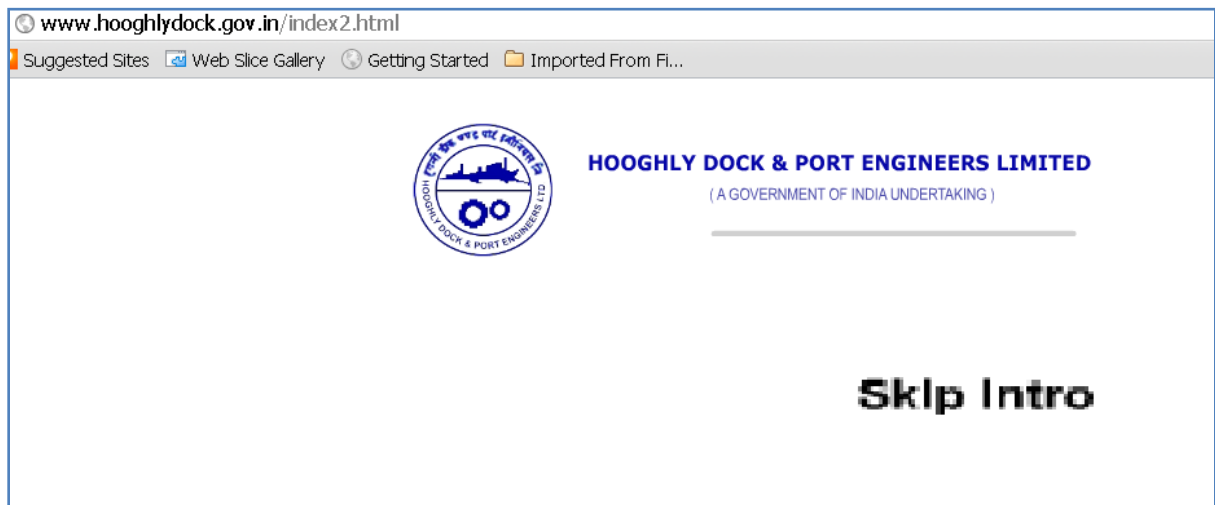 www.hooghlydock.gov.in/index2.html
Suggested Sites Web Slice Gallery Getting Started Imported From Fi...
HOOGHLY DOCK & PORT ENGINEERS LIMITED
( A GOVERNMENT OF INDIA UNDERTAKING )
HOOGHLY DOCK & PORT ENGINEERS LTD
Skip Intro